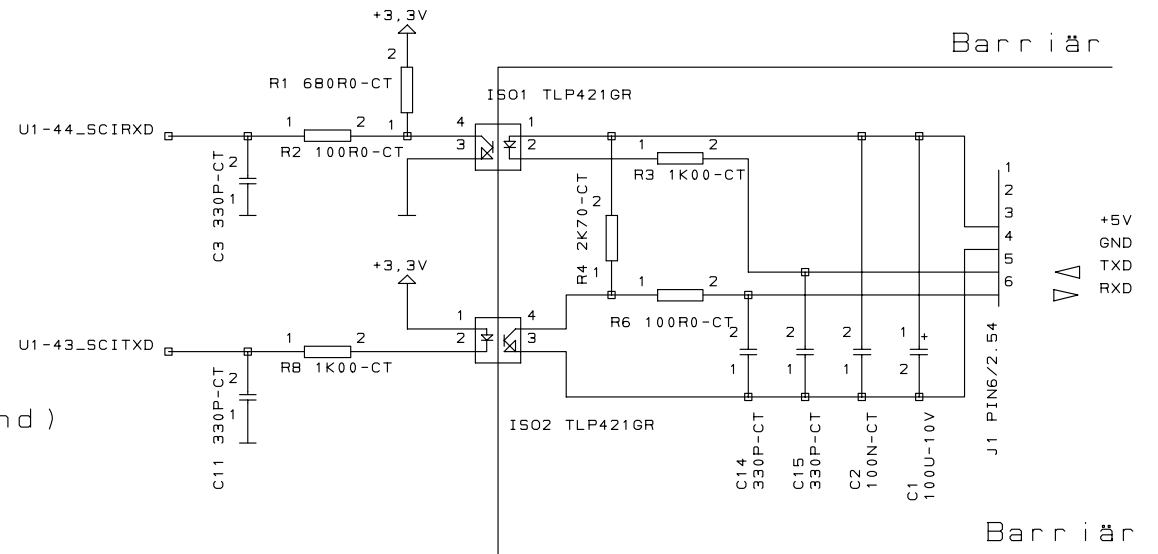 +3,3V
Barriär
2
R1 680R0-CT
ISO1 TLP421GR
U1-44_SCIRXD
1
2
1
4
1
3
2
R2 100R0-CT
1
2
R3 1K00-CT
2
1
C3 330P-CT
R4 2K70-CT
2
1
1
2
3
4
5
6
+5V
GND
TXD
RXD
+3,3V
1
2
R6 100R0-CT
1
2
4
3
U1-43_SCITXD
1
2
R8 1K00-CT
2
1
C11 330P-CT
2
1
2
1
2
1
1
+
2
J1 PIN6/2.54
nd)
ISO2 TLP421GR
C14
330P-CT
C15
330P-CT
C2
100N-CT
C1
100U-10V
Barriär